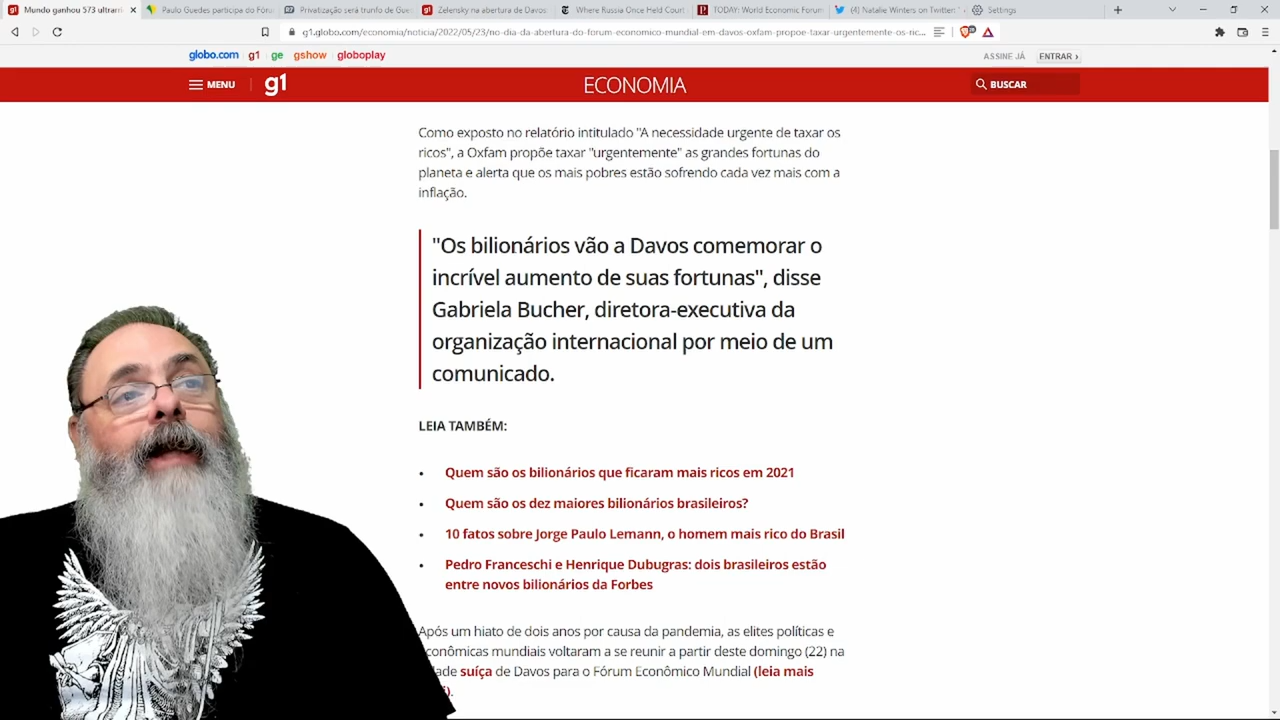 Mundo ganhou 573 ultrarri
Paulo Guedes participa do Fóru
Privatização será trunfo de Gue
Zelensky na abertura de Davos
Where Russia Once Held Court
TODAY: World Economic Forum
(4) Natalie Winters on Twitter: "
Settings
g1.globo.com/economia/noticia/2022/05/23/no-dia-da-abertura-do-forum-economico-mundial-em-davos-oxfam-propoe-taxar-urgentemente-os-ric...
globo.com g1 ge gshow globoplay
ASSINE JÁ ENTRAR ›
MENU g1 ECONOMIA BUSCAR
Como exposto no relatório intitulado "A necessidade urgente de taxar os
ricos", a Oxfam propõe taxar "urgentemente" as grandes fortunas do
planeta e alerta que os mais pobres estão sofrendo cada vez mais com a
inflação.
"Os bilionários vão a Davos comemorar o
incrível aumento de suas fortunas", disse
Gabriela Bucher, diretora-executiva da
organização internacional por meio de um
comunicado.
LEIA TAMBÉM:
• Quem são os bilionários que ficaram mais ricos em 2021
• Quem são os dez maiores bilionários brasileiros?
• 10 fatos sobre Jorge Paulo Lemann, o homem mais rico do Brasil
• Pedro Franceschi e Henrique Dubugras: dois brasileiros estão
entre novos bilionários da Forbes
Após um hiato de dois anos por causa da pandemia, as elites políticas e
conômicas mundiais voltaram a se reunir a partir deste domingo (22) na
dade suíça de Davos para o Fórum Econômico Mundial (leia mais
).